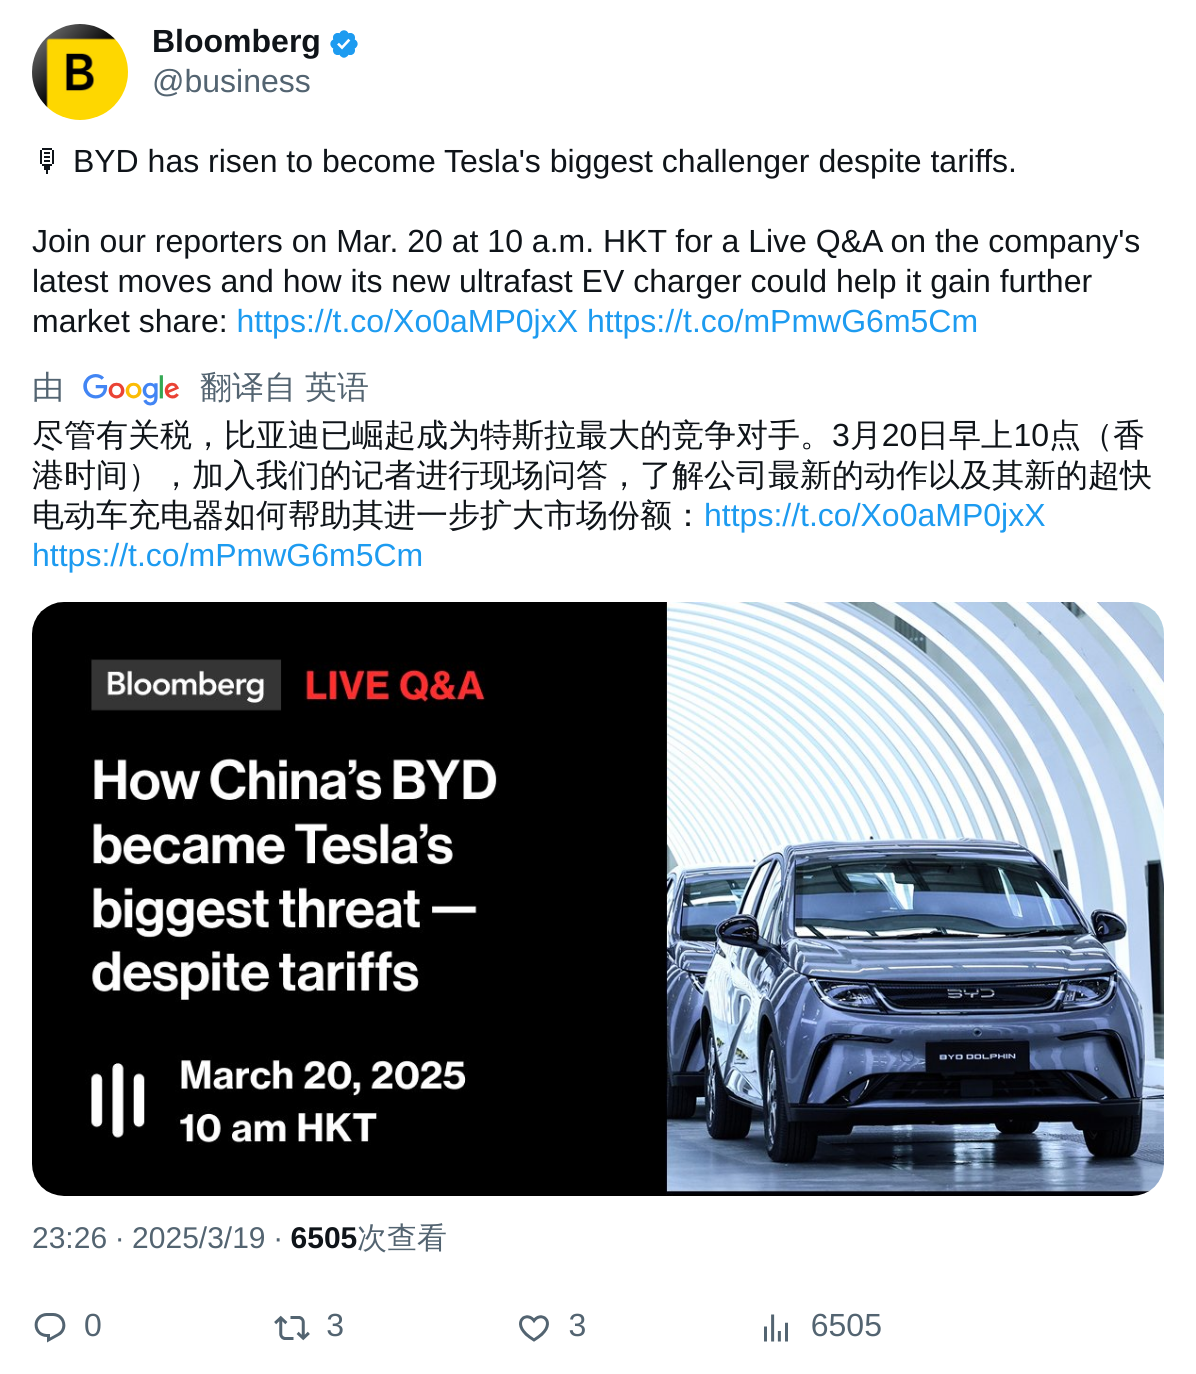 B
Bloomberg
@business
🎙 BYD has risen to become Tesla's biggest challenger despite tariffs.
Join our reporters on Mar. 20 at 10 a.m. HKT for a Live Q&A on the company's
latest moves and how its new ultrafast EV charger could help it gain further
market share: https://t.co/Xo0aMP0jxX https://t.co/mPmwG6m5Cm
由 Google 翻译自 英语
尽管有关税，比亚迪已崛起成为特斯拉最大的竞争对手。3月20日早上10点（香
港时间），加入我们的记者进行现场问答，了解公司最新的动作以及其新的超快
电动车充电器如何帮助其进一步扩大市场份额：https://t.co/Xo0aMP0jxX
https://t.co/mPmwG6m5Cm
Bloomberg LIVE Q&A
How China’s BYD
became Tesla’s
biggest threat —
despite tariffs
March 20, 2025
10 am HKT
BYD
BYD DOLPHIN
23:26 · 2025/3/19 · 6505次查看
0 3 3 6505